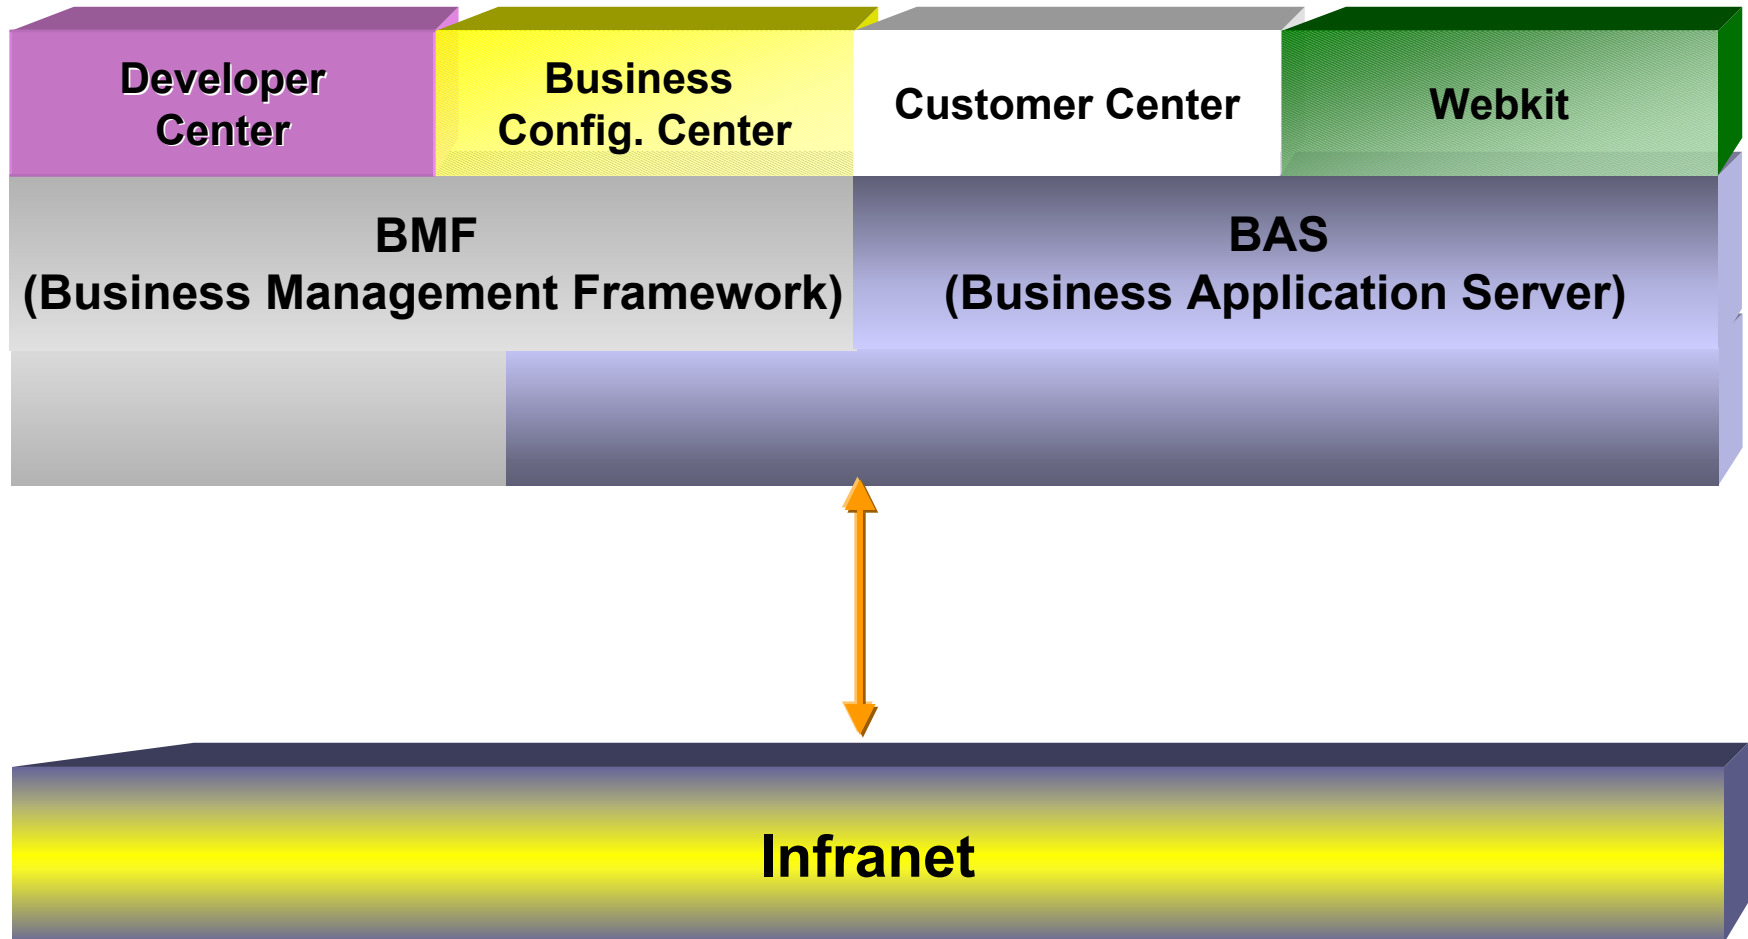 Developer
Center
Business
Config. Center
Customer Center
Webkit
BMF
(Business Management Framework)
BAS
(Business Application Server)
Infranet